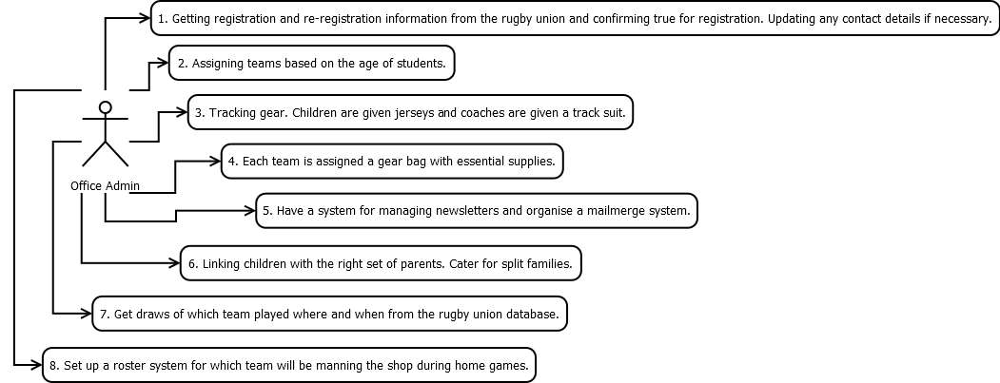 1. Getting registration and re-registration information from the rugby union and confirming true for registration. Updating any contact details if necessary.
2. Assigning teams based on the age of students.
3. Tracking gear. Children are given jerseys and coaches are given a track suit.
4. Each team is assigned a gear bag with essential supplies.
Office Admin
5. Have a system for managing newsletters and organise a mailmerge system.
6. Linking children with the right set of parents. Cater for split families.
7. Get draws of which team played where and when from the rugby union database.
8. Set up a roster system for which team will be manning the shop during home games.